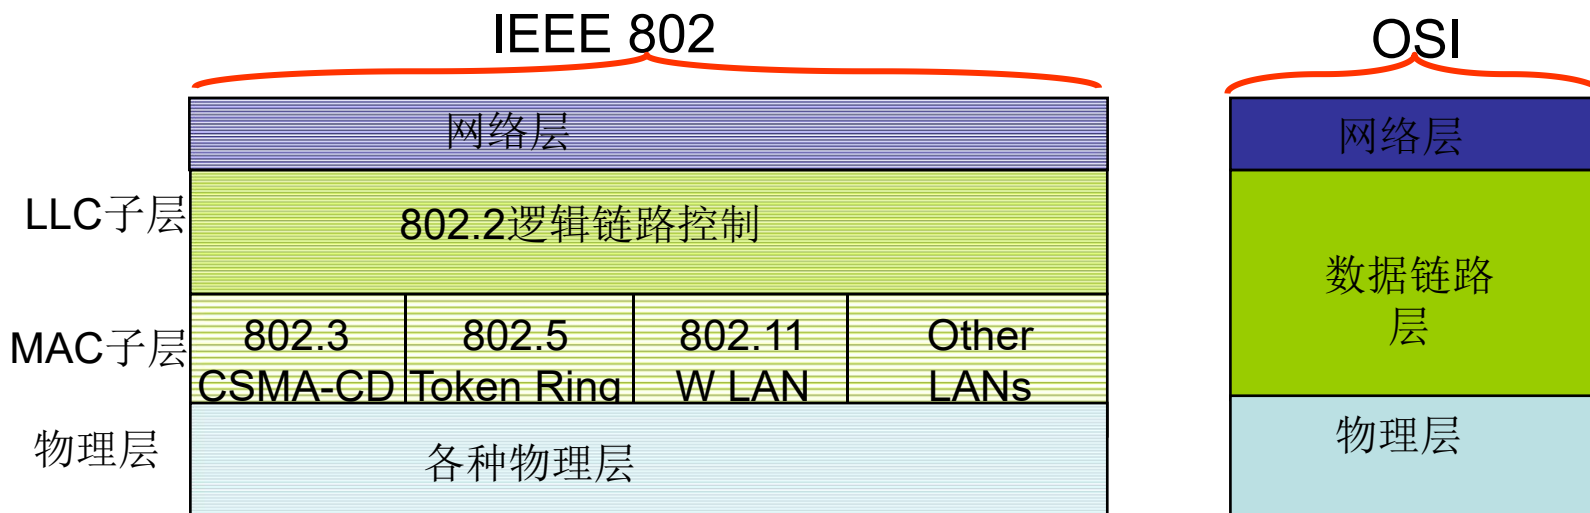 IEEE 802
OSI
网络层
网络层
LLC子层
802.2逻辑链路控制
数据链路
层
MAC子层
802.3
CSMA-CD
802.5
Token Ring
802.11
W LAN
Other
LANs
物理层
各种物理层
物理层